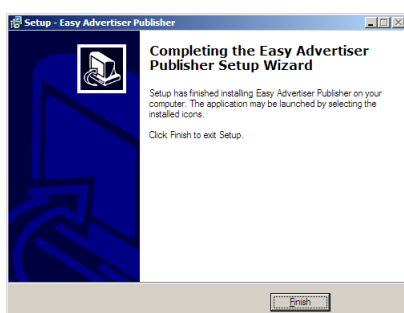 Setup - Easy Advertiser Publisher
Completing the Easy Advertiser
Publisher Setup Wizard
Setup has finished installing Easy Advertiser Publisher on your
computer. The application may be launched by selecting the
installed icons.
Click Finish to exit Setup.
Finish